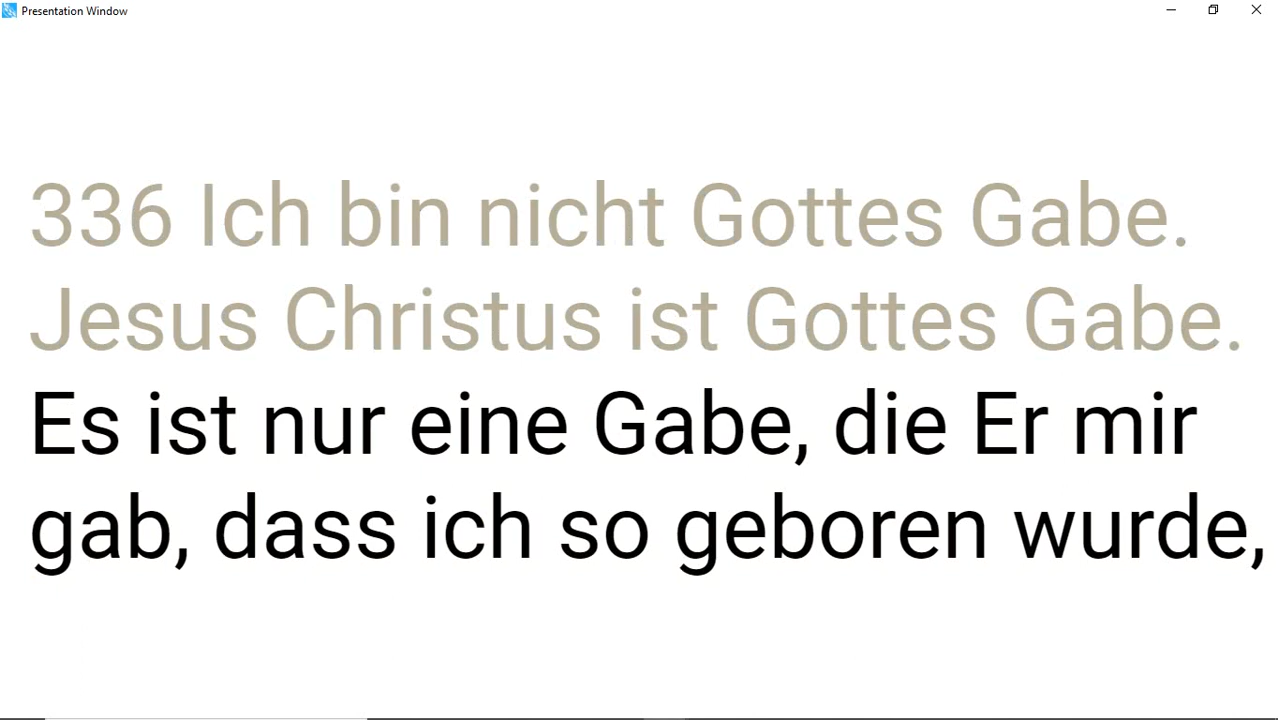 Presentation Window
336 Ich bin nicht Gottes Gabe.
Jesus Christus ist Gottes Gabe.
Es ist nur eine Gabe, die Er mir
gab, dass ich so geboren wurde,